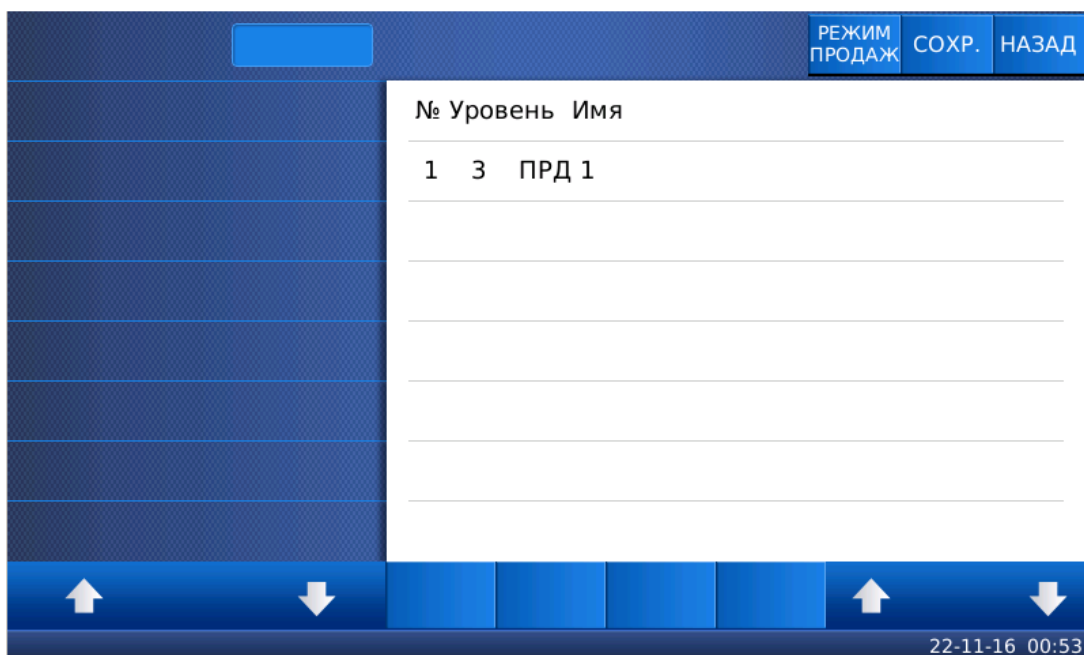 РЕЖИМ
ПРОДАЖ
СОХР.
НАЗАД
№ Уровень Имя
1 3 ПРД 1
22-11-16 00:53